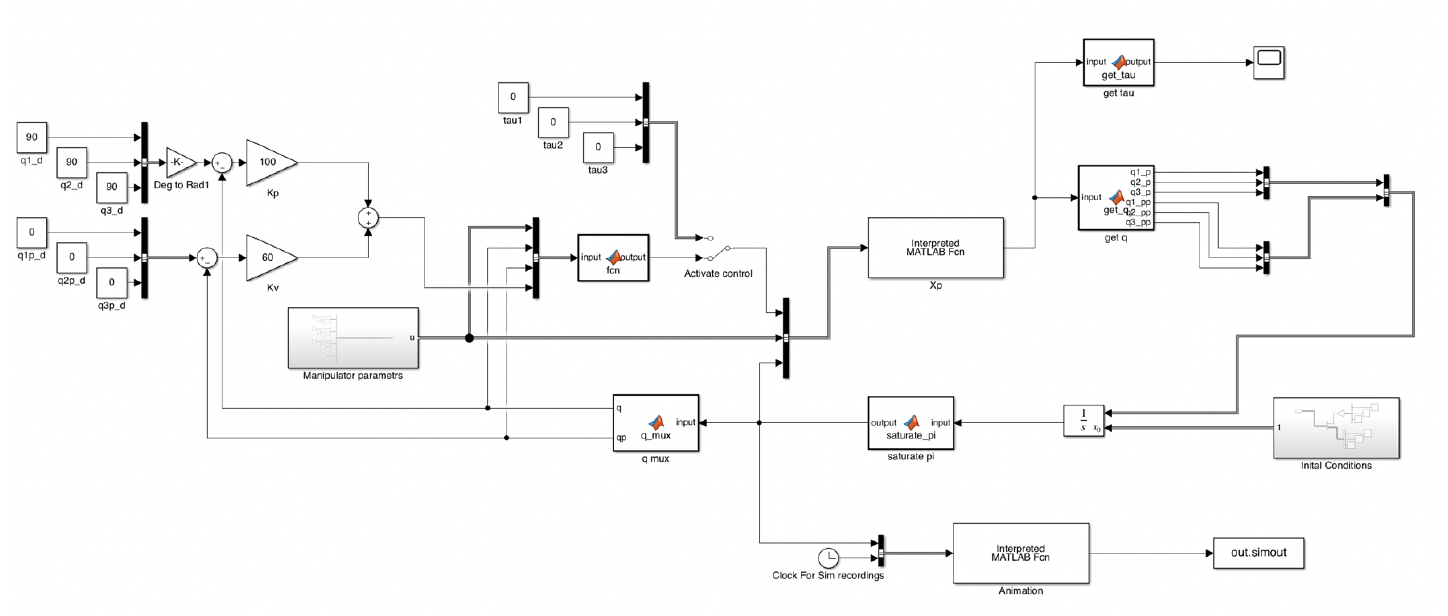 90
q1_d
90
q2_d
90
q3_d
-K-
Deg to Rad1
+
−
100
Kp
0
q1p_d
0
q2p_d
0
q3p_d
+
−
60
Kv
+
+
0
tau1
0
tau2
0
tau3
input
output
fcn
Activate control
u
Manipulator parametrs
Interpreted
MATLAB Fcn
Xp
input
output
get_tau
get tau
input
get_q
q1_p
q2_p
q3_p
q1_pp
q2_pp
q3_pp
get q
q
qp
q_mux
input
q mux
output
input
saturate_pi
saturate pi
1
s
x0
1
Inital Conditions
Clock For Sim recordings
Interpreted
MATLAB Fcn
Animation
out.simout